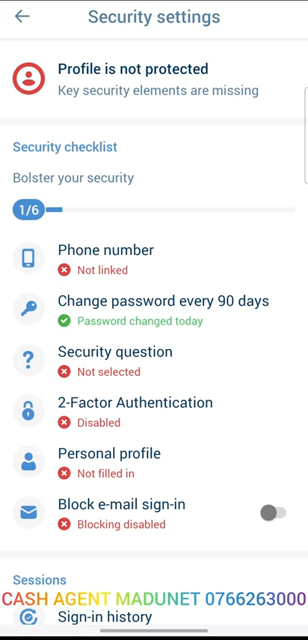 Security settings
Profile is not protected
Key security elements are missing
Security checklist
Bolster your security
1/6
Phone number
Not linked
Change password every 90 days
Password changed today
Security question
Not selected
2-Factor Authentication
Disabled
Personal profile
Not filled in
Block e-mail sign-in
Blocking disabled
Sessions
CASH AGENT MADUNET 0766263000
Sign-in history